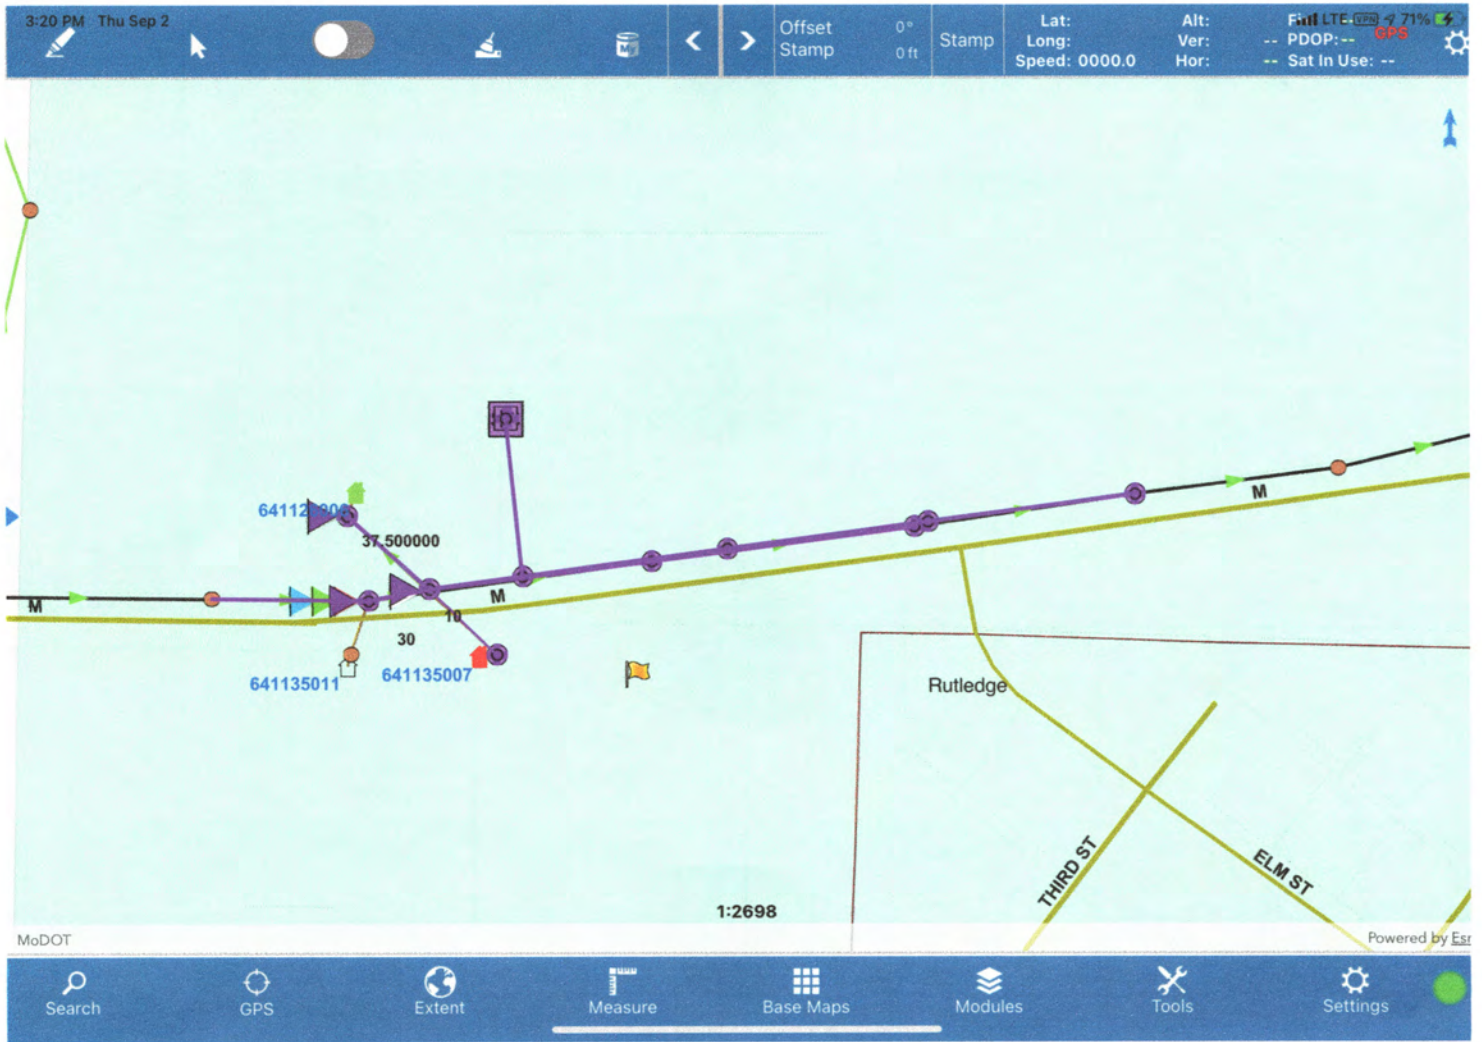 3:20 PM Thu Sep 2
LTE VPN 71%
Offset 0°
Stamp 0 ft
Stamp
Lat:
Long:
Speed: 0000.0
Alt:
Ver: --
Hor: --
PDOP:--
GPS
Sat In Use: --
37.500000
M
M
M
10
30
641135011
641135007
Rutledge
THIRD ST
ELM ST
1:2698
MoDOT
Powered by Esr
Search
GPS
Extent
Measure
Base Maps
Modules
Tools
Settings